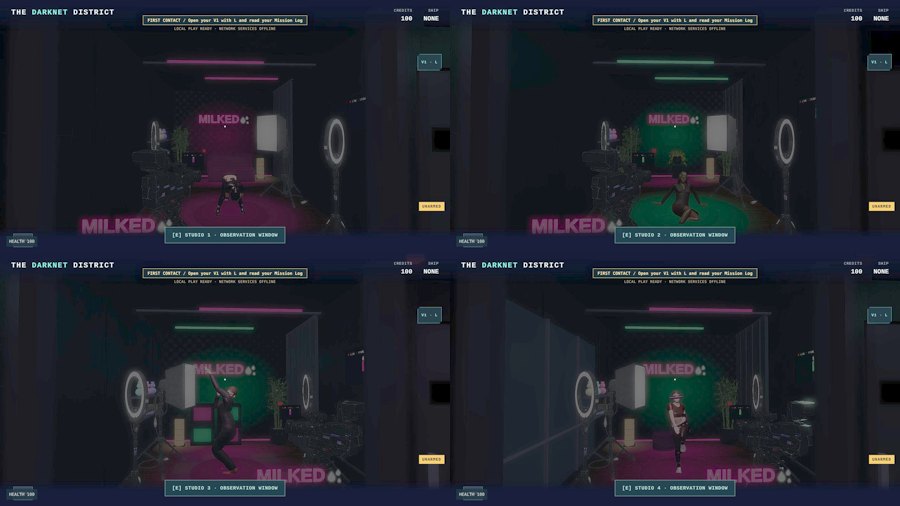 THE DARKNET DISTRICT
FIRST CONTACT / Open your V1 with L and read your Mission Log
LOCAL PLAY READY · NETWORK SERVICES OFFLINE
CREDITS
100
SHIP
NONE
V1 · L
MILKED
MILKED
UNARMED
HEALTH 100
[E] STUDIO 1 · OBSERVATION WINDOW
THE DARKNET DISTRICT
FIRST CONTACT / Open your V1 with L and read your Mission Log
LOCAL PLAY READY · NETWORK SERVICES OFFLINE
CREDITS
100
SHIP
NONE
V1 · L
MILKED
MILKED
UNARMED
HEALTH 100
[E] STUDIO 2 · OBSERVATION WINDOW
THE DARKNET DISTRICT
FIRST CONTACT / Open your V1 with L and read your Mission Log
LOCAL PLAY READY · NETWORK SERVICES OFFLINE
CREDITS
100
SHIP
NONE
V1 · L
MILKED
UNARMED
MILKED
HEALTH 100
[E] STUDIO 3 · OBSERVATION WINDOW
THE DARKNET DISTRICT
FIRST CONTACT / Open your V1 with L and read your Mission Log
LOCAL PLAY READY · NETWORK SERVICES OFFLINE
CREDITS
100
SHIP
NONE
V1 · L
MILKED
UNARMED
MILKED
HEALTH 100
[E] STUDIO 4 · OBSERVATION WINDOW